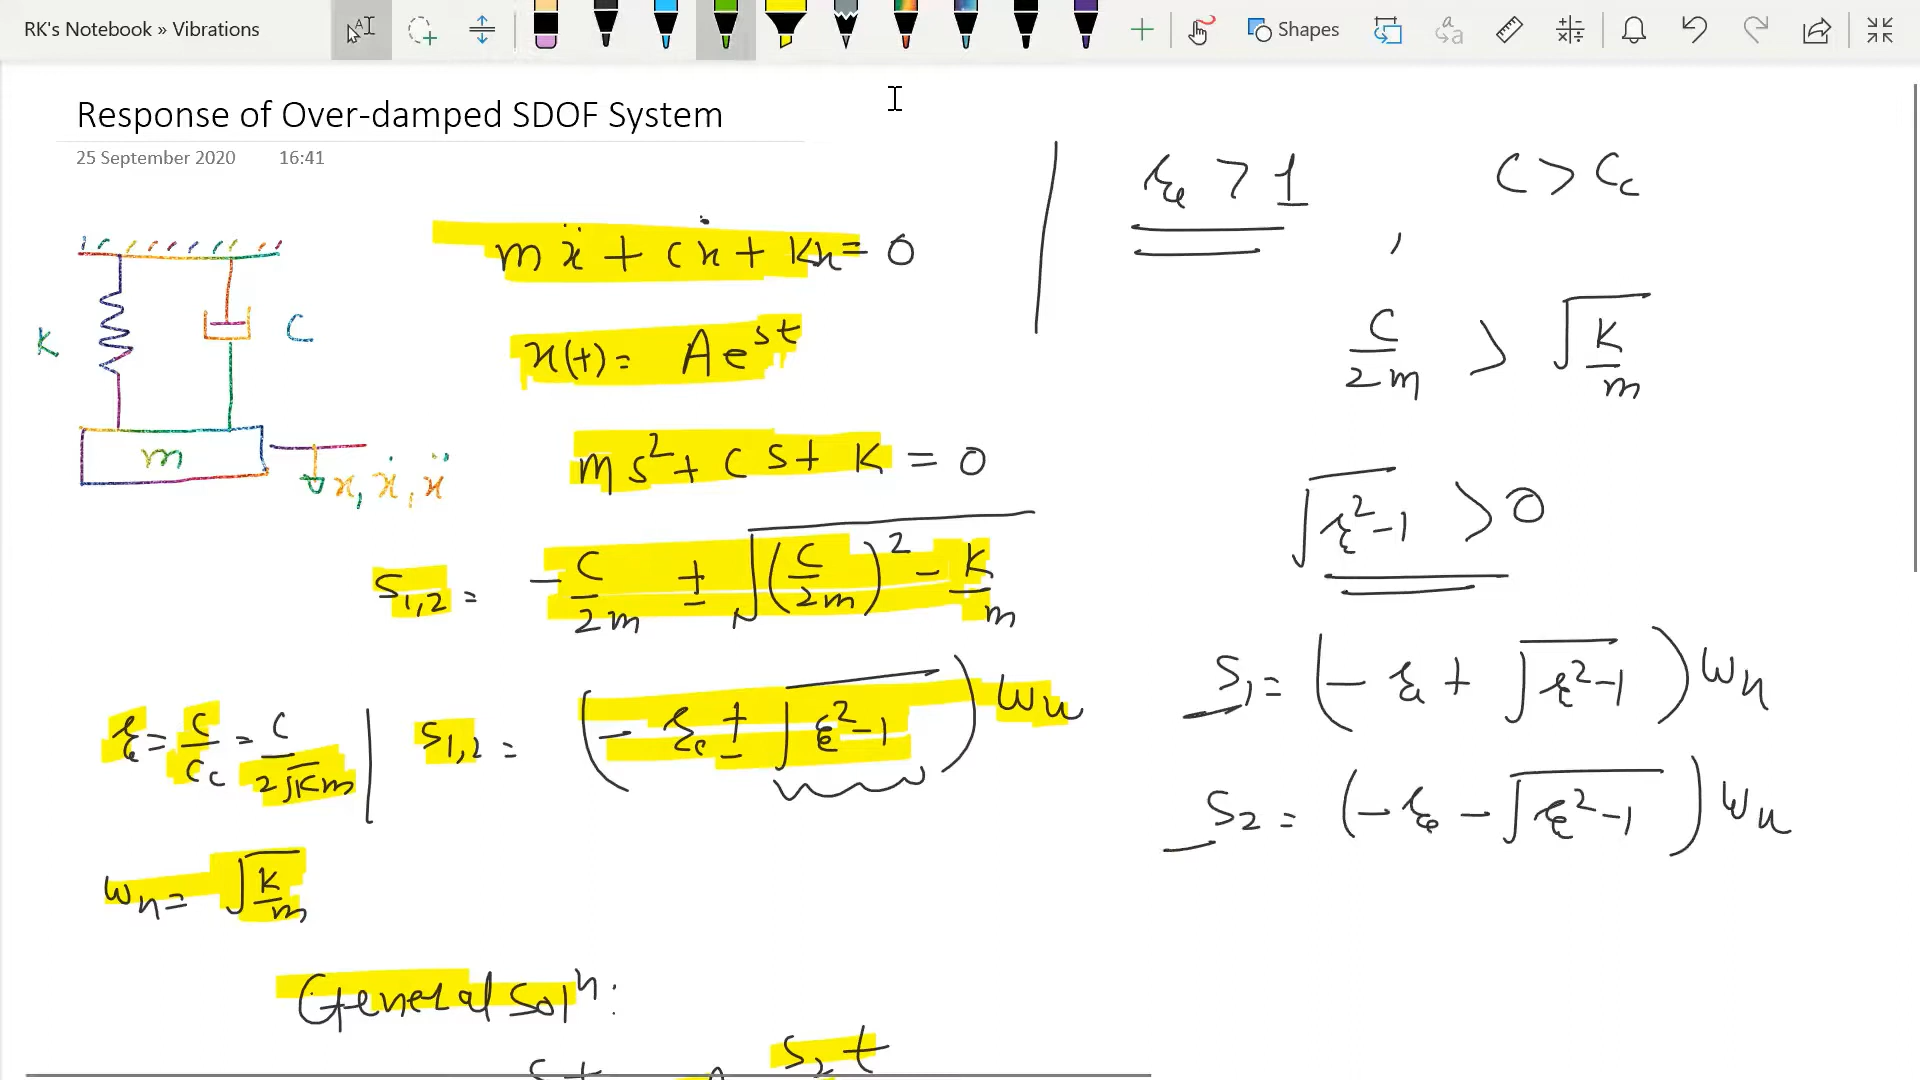 RK's Notebook » Vibrations
Shapes
Response of Over-damped SDOF System
25 September 2020 16:41
K
C
m
x, ẋ, ẍ
mẍ + cẋ + Kx = 0
x(t) = A e^st
ms² + Cs + K = 0
S1,2 = -C/2m ± √((C/2m)² - K/m)
ξ = C/Cc = C/2√Km
S1,2 = (-ξ ± √ξ²-1) ωn
ωn = √K/m
General Solⁿ:
S2t
ξ > 1 , C > Cc
C/2m > √K/m
√ξ²-1 > 0
S1 = (-ξ + √ξ²-1) ωn
S2 = (-ξ - √ξ²-1) ωn